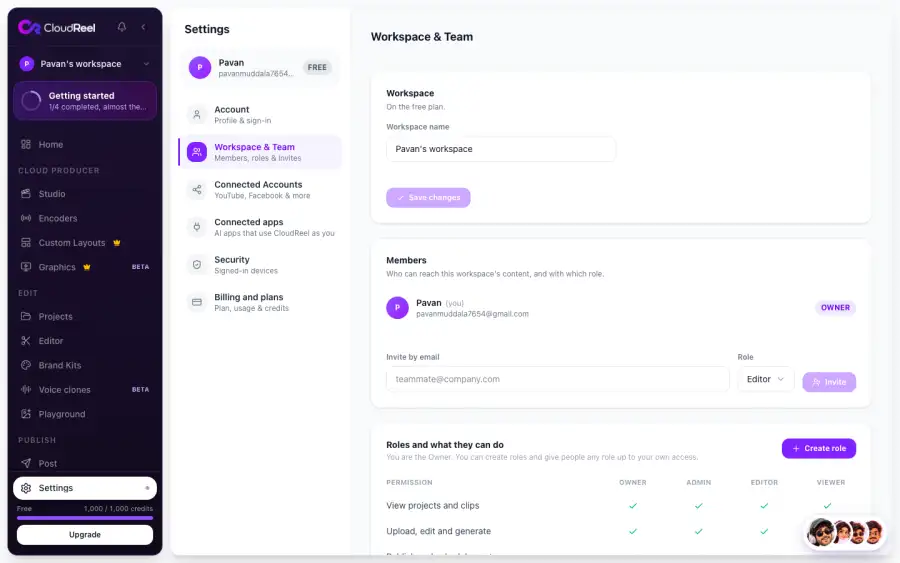 CloudReel
P Pavan's workspace
Getting started
1/4 completed, almost the...
Home
CLOUD PRODUCER
Studio
Encoders
Custom Layouts
Graphics BETA
EDIT
Projects
Editor
Brand Kits
Voice clones BETA
Playground
PUBLISH
Post
Settings
Free 1,000 / 1,000 credits
Upgrade
Settings
P
Pavan
pavanmuddala7654...
FREE
Account
Profile & sign-in
Workspace & Team
Members, roles & invites
Connected Accounts
YouTube, Facebook & more
Connected apps
AI apps that use CloudReel as you
Security
Signed-in devices
Billing and plans
Plan, usage & credits
Workspace & Team
Workspace
On the free plan.
Workspace name
Pavan's workspace
Save changes
Members
Who can reach this workspace's content, and with which role.
P
Pavan (you)
pavanmuddala7654@gmail.com
OWNER
Invite by email Role
teammate@company.com Editor Invite
Roles and what they can do
You are the Owner. You can create roles and give people any role up to your own access.
Create role
PERMISSION OWNER ADMIN EDITOR VIEWER
View projects and clips
Upload, edit and generate